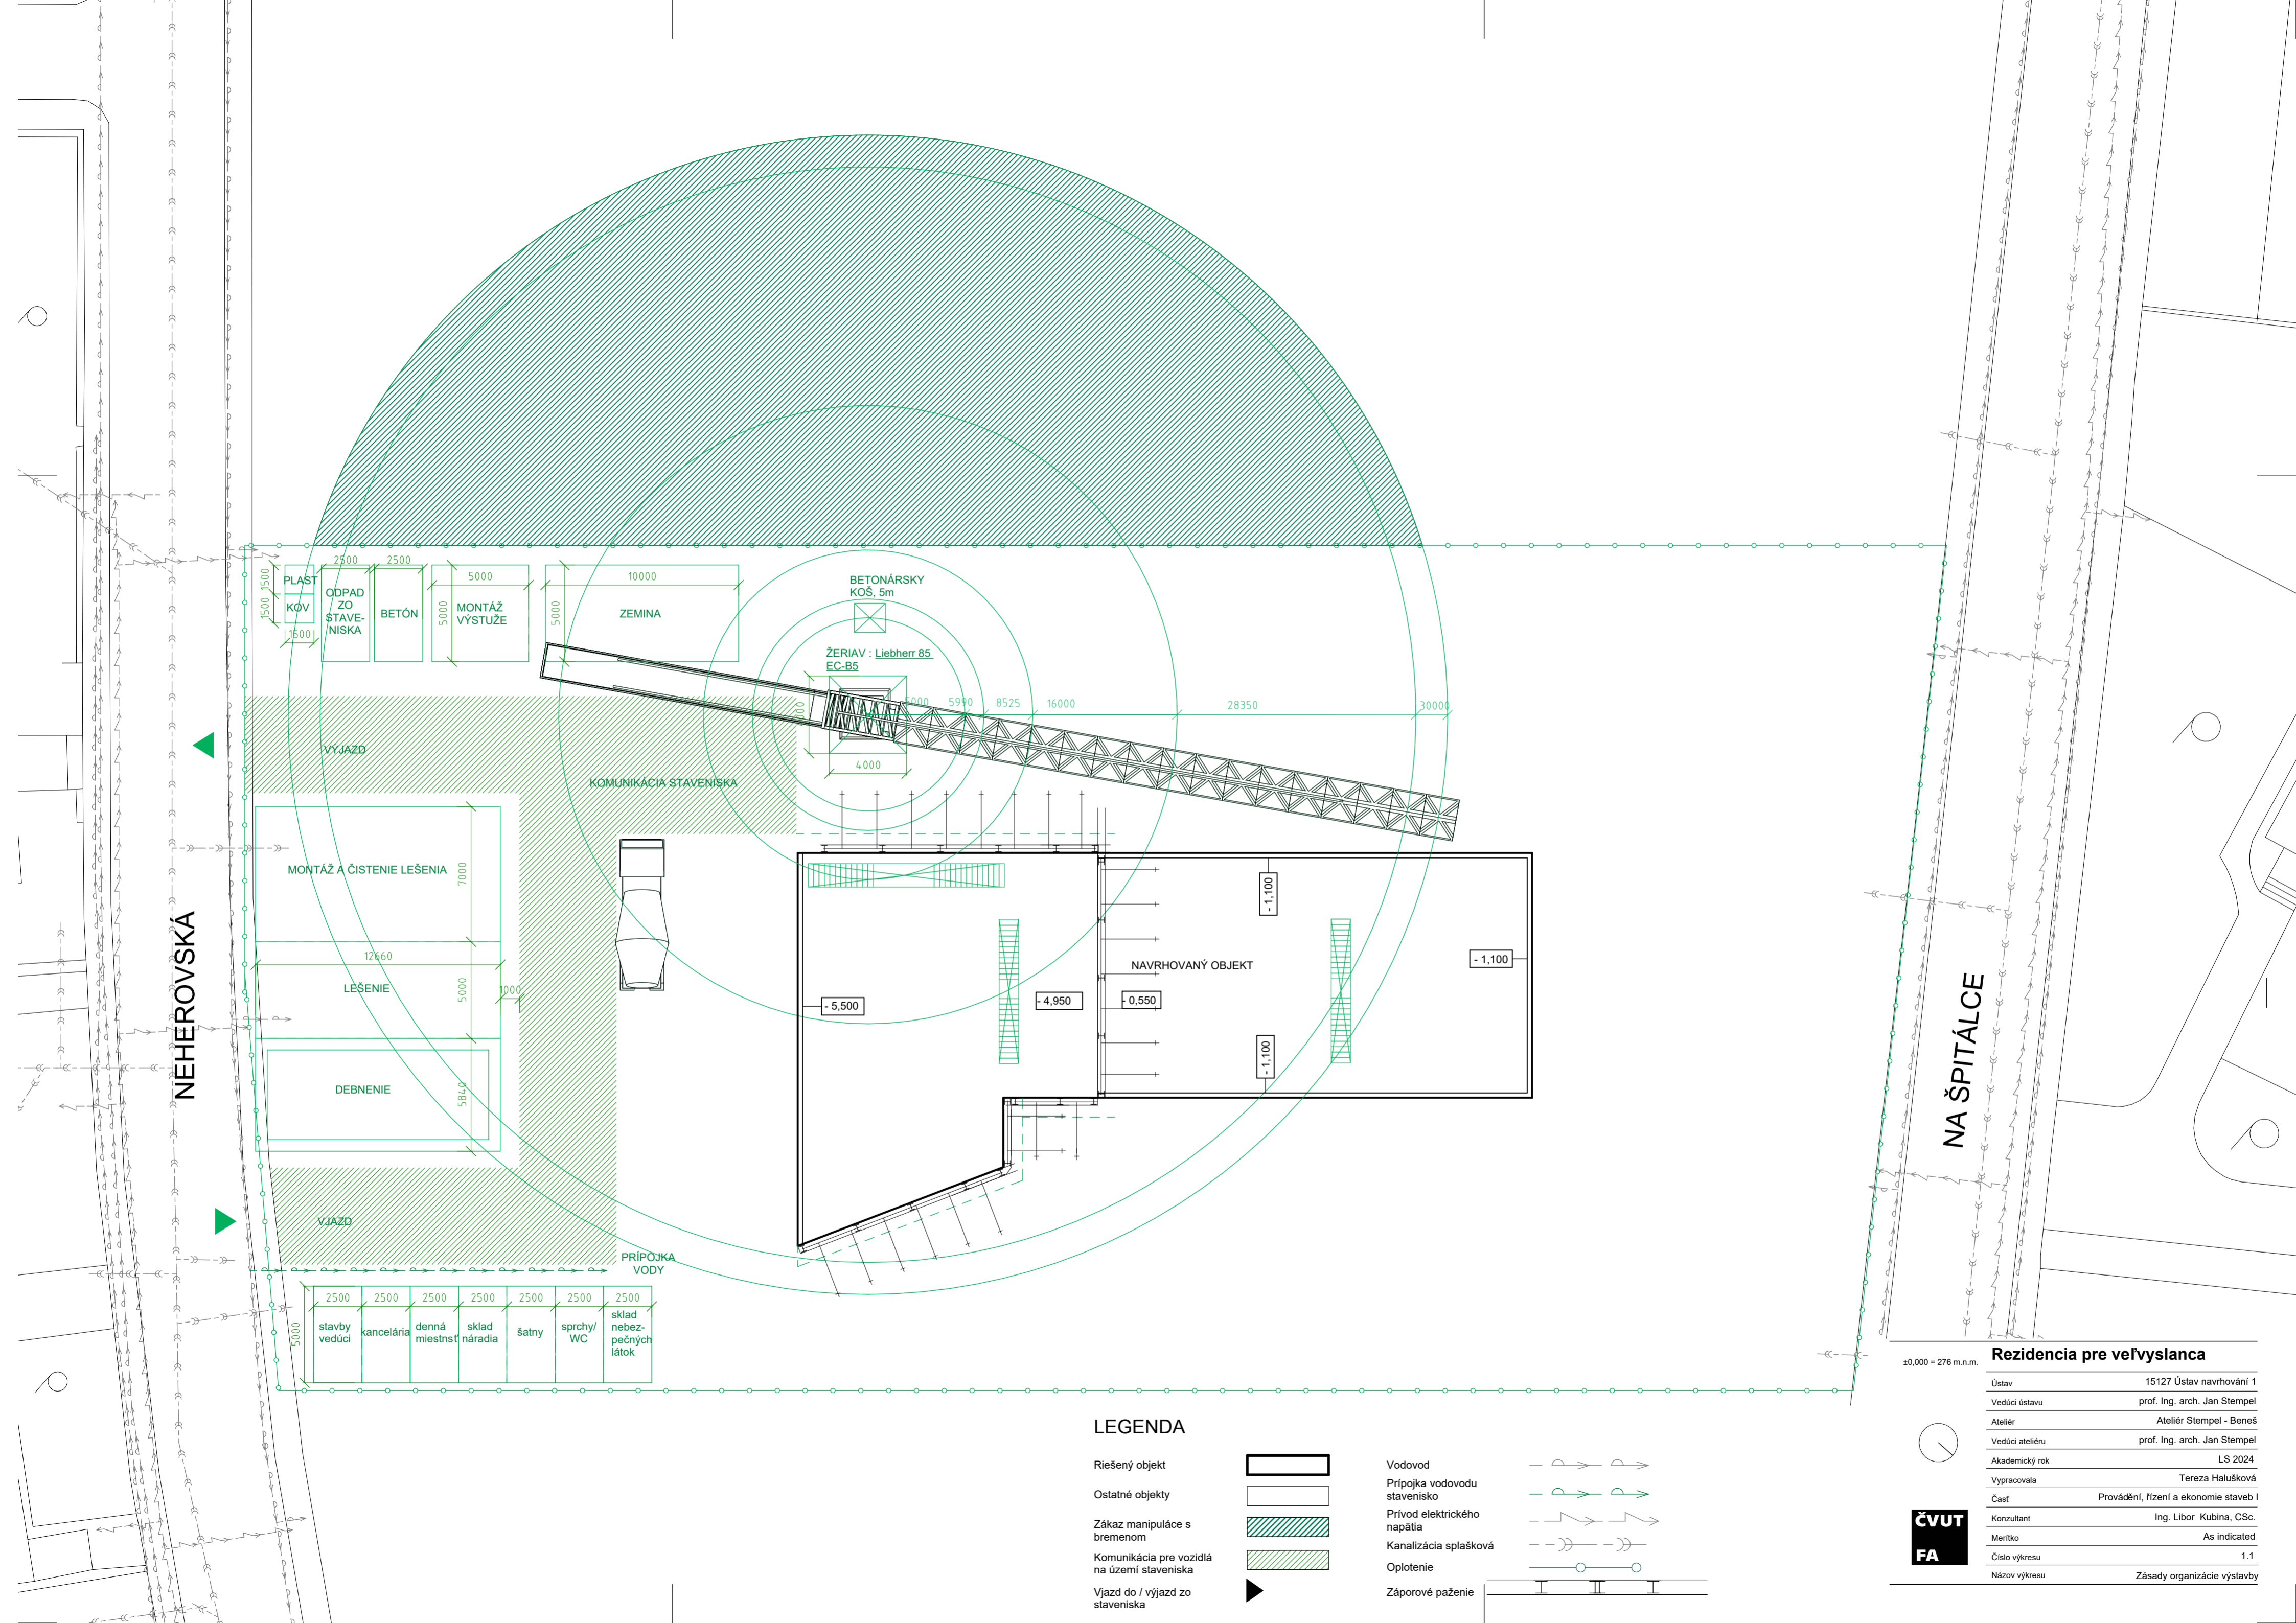 2500
2500
5000
10000
1500
1500
1500
PLAST
KOV
ODPAD
ZO
STAVE-
NISKA
BETÓN
5000
MONTÁŽ
VÝSTUŽE
5000
ZEMINA
BETONÁRSKY
KOŠ, 5m
ŽERIAV : Liebherr 85
EC-B5
5990
8525
16000
28350
30000
4000
VÝJAZD
KOMUNIKÁCIA STAVENISKA
MONTÁŽ A ČISTENIE LEŠENIA
7000
12660
LEŠENIE
5000
1000
DEBNENIE
5840
NEHEROVSKÁ
- 1,100
NAVRHOVANÝ OBJEKT
- 1,100
- 5,500
- 4,950
- 0,550
- 1,100
NA ŠPITÁLCE
VJAZD
PRÍPOJKA
VODY
2500
2500
2500
2500
2500
2500
2500
5000
stavby
vedúci
kancelária
denná
miestnsť
sklad
náradia
šatny
sprchy/
WC
sklad
nebez-
pečných
látok
LEGENDA
Riešený objekt
Ostatné objekty
Zákaz manipuláce s
bremenom
Komunikácia pre vozidlá
na území staveniska
Vjazd do / výjazd zo
staveniska
Vodovod
Prípojka vodovodu
stavenisko
Prívod elektrického
napätia
Kanalizácia splašková
Oplotenie
Záporové paženie
±0,000 = 276 m.n.m.
Rezidencia pre veľvyslanca
Ústav 15127 Ústav navrhování 1
Vedúci ústavu prof. Ing. arch. Jan Stempel
Ateliér Ateliér Stempel - Beneš
Vedúci ateliéru prof. Ing. arch. Jan Stempel
Akademický rok LS 2024
Vypracovala Tereza Halušková
Časť Provádění, řízení a ekonomie staveb I
Konzultant Ing. Libor Kubina, CSc.
Merítko As indicated
Číslo výkresu 1.1
Názov výkresu Zásady organizácie výstavby
ČVUT
FA